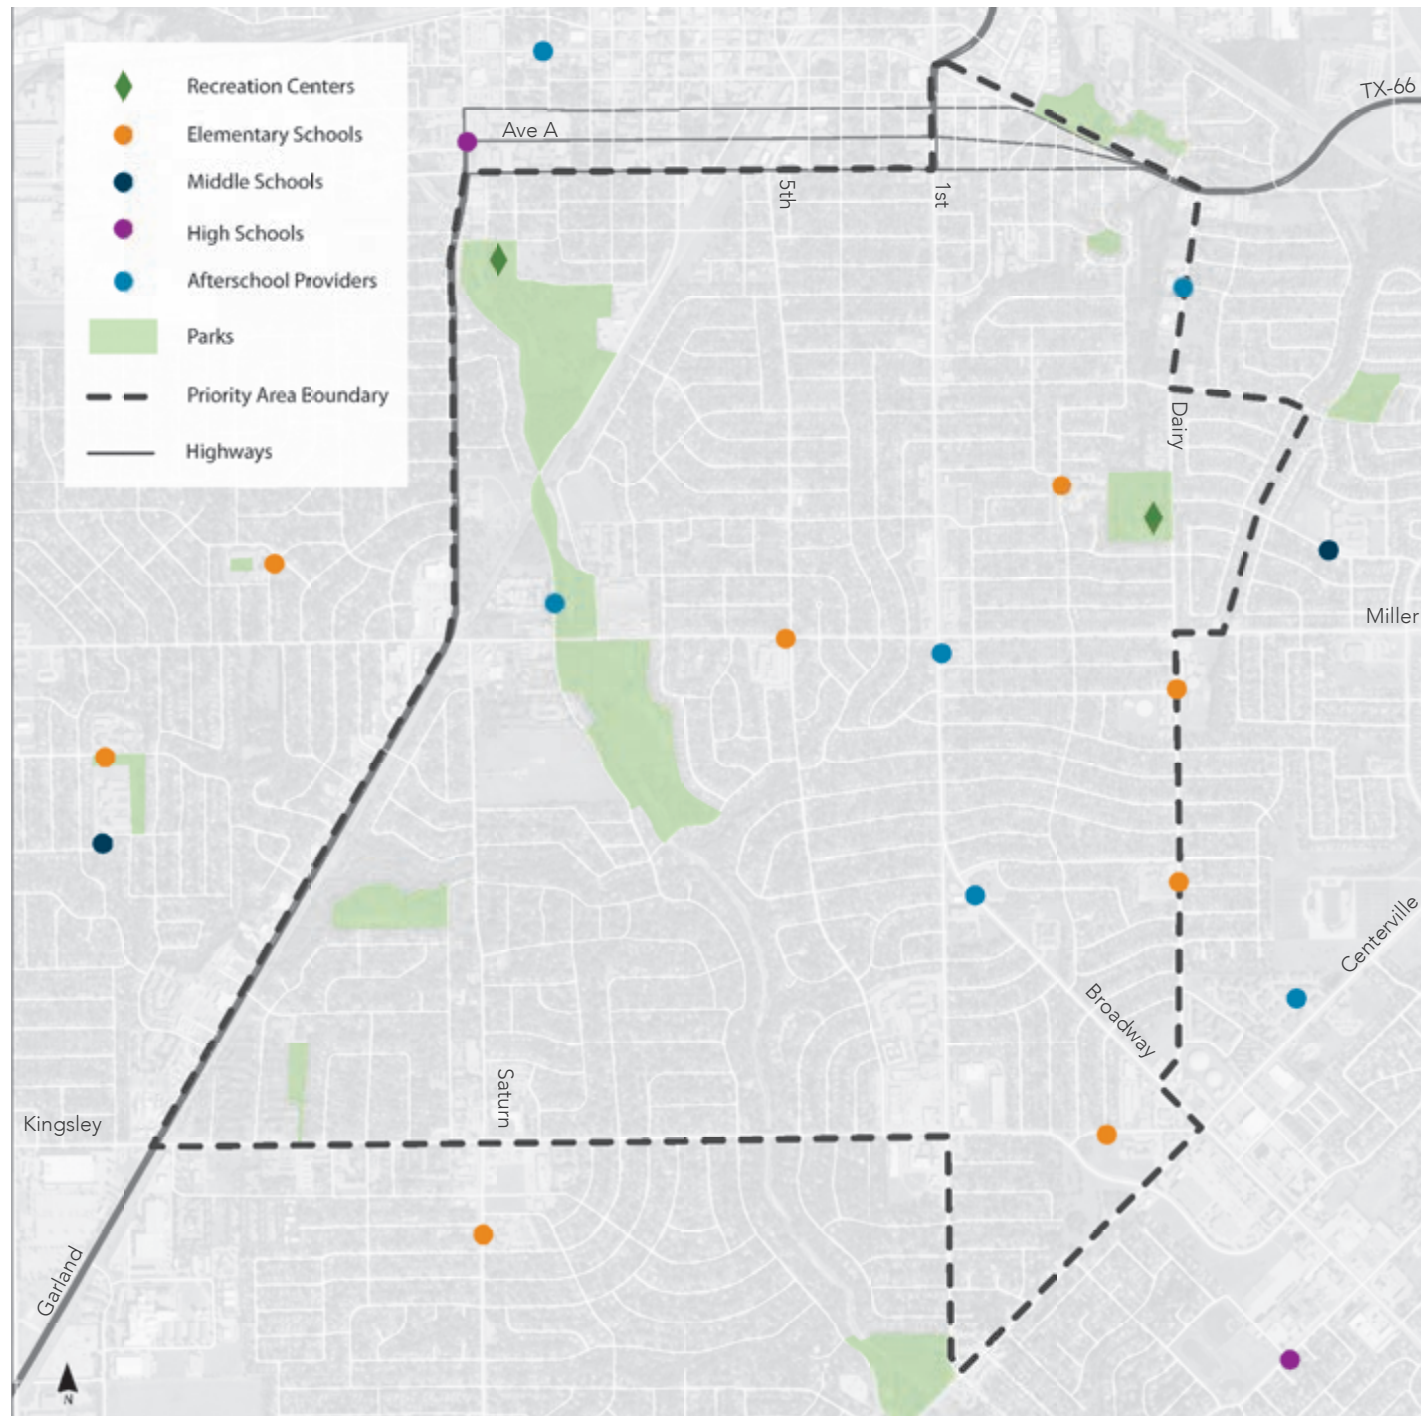 TX-66
Recreation Centers
Elementary Schools
Middle Schools
High Schools
Afterschool Providers
Parks
Priority Area Boundary
Highways
Ave A
5th
1st
Dairy
Miller
Centerville
Broadway
Saturn
Kingsley
Garland
N